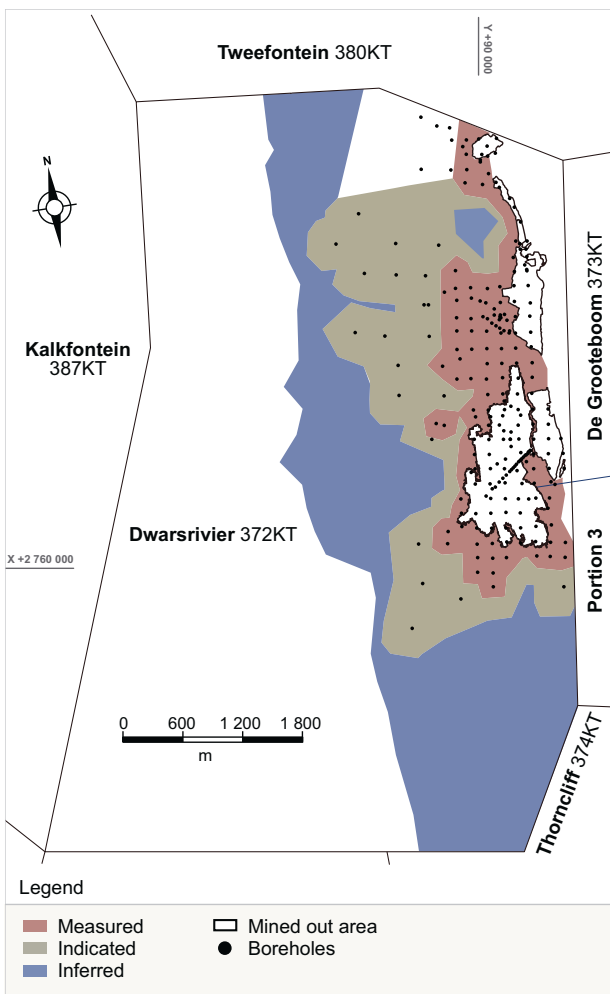 Tweefontein 380KT
Y +90 000
N
De Grooteboom 373KT
Kalkfontein
387KT
Dwarsrivier 372KT
X +2 760 000
Portion 3
0 600 1 200 1 800
m
Thorncliff 374KT
Legend
Measured
Mined out area
Indicated
Boreholes
Inferred